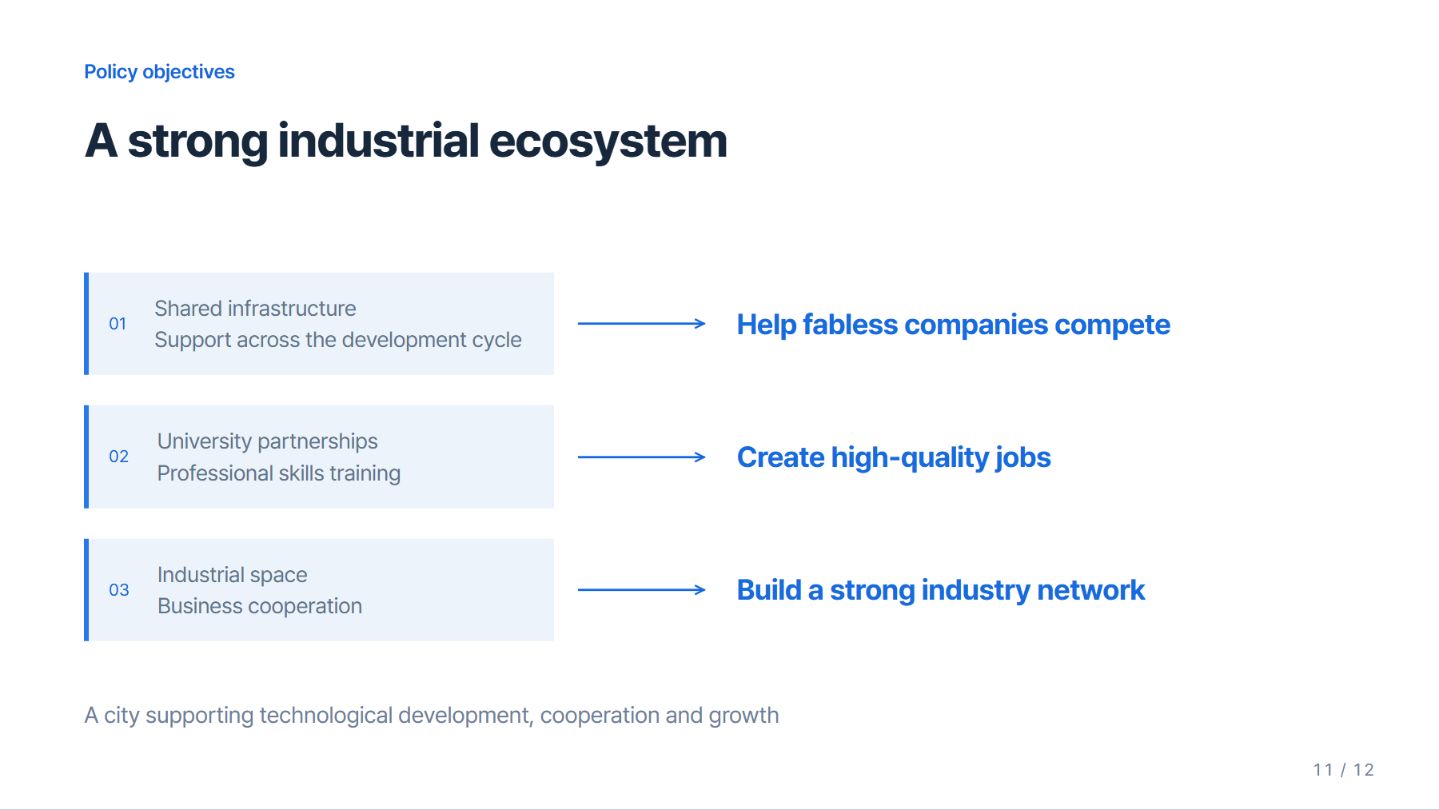 Policy objectives
A strong industrial ecosystem
01
Shared infrastructure
Support across the development cycle
Help fabless companies compete
02
University partnerships
Professional skills training
Create high-quality jobs
03
Industrial space
Business cooperation
Build a strong industry network
A city supporting technological development, cooperation and growth
11 / 12